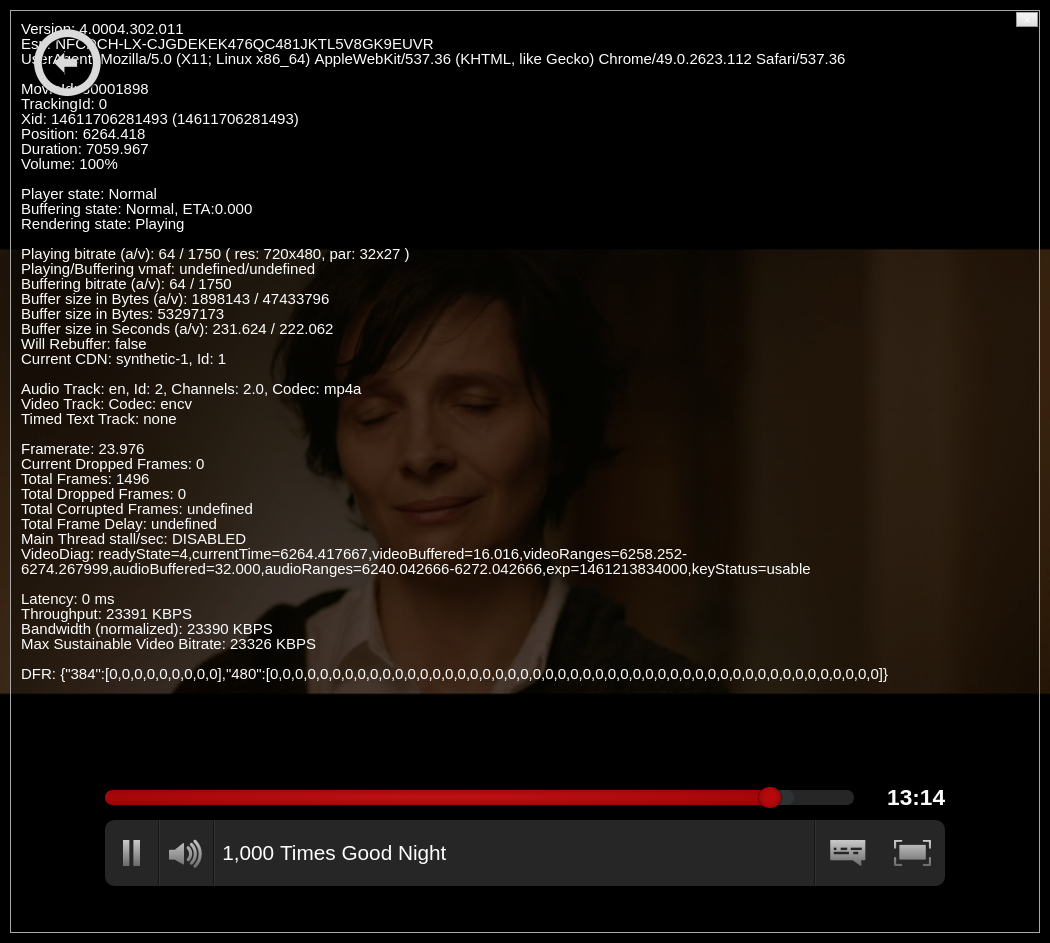 Version: 4.0004.302.011
Esn: NFCDCH-LX-CJGDEKEK476QC481JKTL5V8GK9EUVR
UserAgent: Mozilla/5.0 (X11; Linux x86_64) AppleWebKit/537.36 (KHTML, like Gecko) Chrome/49.0.2623.112 Safari/537.36
MovieId: 80001898
TrackingId: 0
Xid: 14611706281493 (14611706281493)
Position: 6264.418
Duration: 7059.967
Volume: 100%
Player state: Normal
Buffering state: Normal, ETA:0.000
Rendering state: Playing
Playing bitrate (a/v): 64 / 1750 ( res: 720x480, par: 32x27 )
Playing/Buffering vmaf: undefined/undefined
Buffering bitrate (a/v): 64 / 1750
Buffer size in Bytes (a/v): 1898143 / 47433796
Buffer size in Bytes: 53297173
Buffer size in Seconds (a/v): 231.624 / 222.062
Will Rebuffer: false
Current CDN: synthetic-1, Id: 1
Audio Track: en, Id: 2, Channels: 2.0, Codec: mp4a
Video Track: Codec: encv
Timed Text Track: none
Framerate: 23.976
Current Dropped Frames: 0
Total Frames: 1496
Total Dropped Frames: 0
Total Corrupted Frames: undefined
Total Frame Delay: undefined
Main Thread stall/sec: DISABLED
VideoDiag: readyState=4,currentTime=6264.417667,videoBuffered=16.016,videoRanges=6258.252-
6274.267999,audioBuffered=32.000,audioRanges=6240.042666-6272.042666,exp=1461213834000,keyStatus=usable
Latency: 0 ms
Throughput: 23391 KBPS
Bandwidth (normalized): 23390 KBPS
Max Sustainable Video Bitrate: 23326 KBPS
DFR: {"384":[0,0,0,0,0,0,0,0,0],"480":[0,0,0,0,0,0,0,0,0,0,0,0,0,0,0,0,0,0,0,0,0,0,0,0,0,0,0,0,0,0,0,0,0,0,0,0,0,0,0,0,0,0,0,0,0,0,0,0,0]}
13:14
1,000 Times Good Night